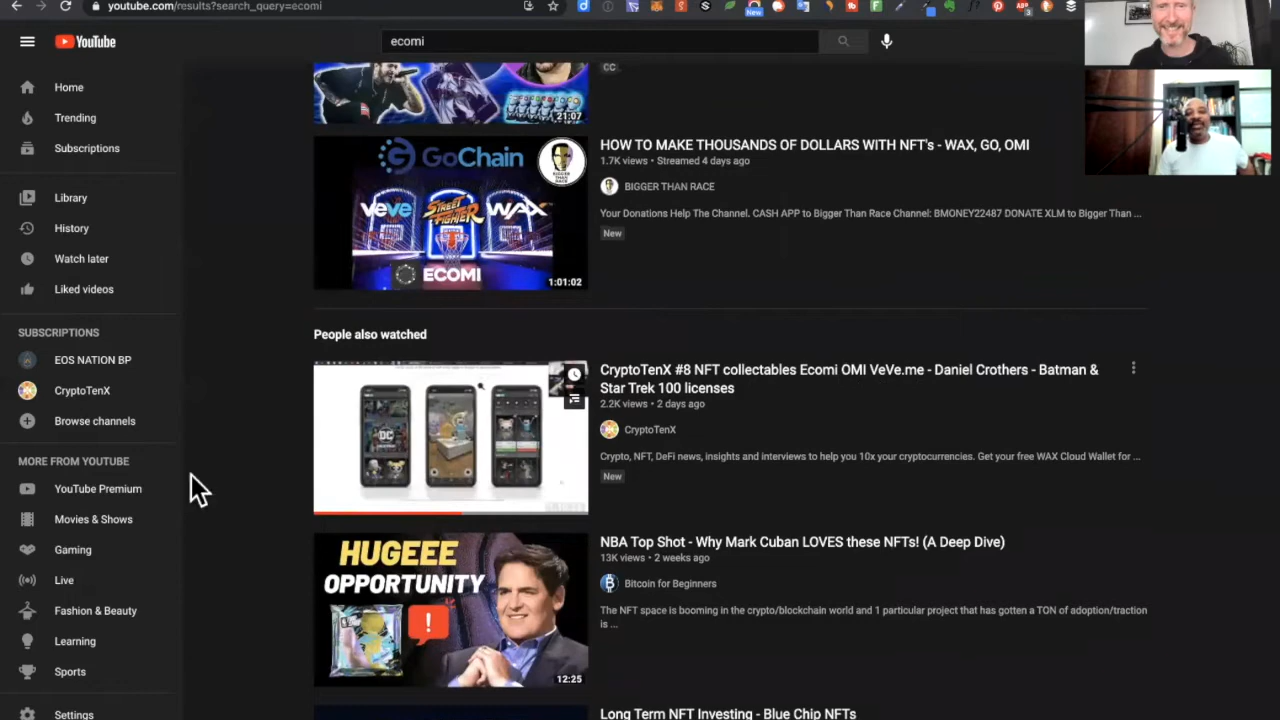 youtube.com/results?search_query=ecomi
New
ABP
3
YouTube
ecomi
Home
Trending
Subscriptions
Library
History
Watch later
Liked videos
SUBSCRIPTIONS
EOS NATION BP
CryptoTenX
Browse channels
MORE FROM YOUTUBE
YouTube Premium
Movies & Shows
Gaming
Live
Fashion & Beauty
Learning
Sports
Settings
21:07
CC
GoChain
BIGGER THAN RACE
VeVe
STREET FIGHTER
WAX
ECOMI
1:01:02
HOW TO MAKE THOUSANDS OF DOLLARS WITH NFT's - WAX, GO, OMI
1.7K views • Streamed 4 days ago
BIGGER THAN RACE
Your Donations Help The Channel. CASH APP to Bigger Than Race Channel: BMONEY22487 DONATE XLM to Bigger Than ...
New
People also watched
DC
CryptoTenX #8 NFT collectables Ecomi OMI VeVe.me - Daniel Crothers - Batman &
Star Trek 100 licenses
2.2K views • 2 days ago
CryptoTenX
Crypto, NFT, DeFi news, insights and interviews to help you 10x your cryptocurrencies. Get your free WAX Cloud Wallet for ...
New
HUGEEE
OPPORTUNITY
!
12:25
NBA Top Shot - Why Mark Cuban LOVES these NFTs! (A Deep Dive)
13K views • 2 weeks ago
Bitcoin for Beginners
The NFT space is booming in the crypto/blockchain world and 1 particular project that has gotten a TON of adoption/traction
is ...
Long Term NFT Investing - Blue Chip NFTs